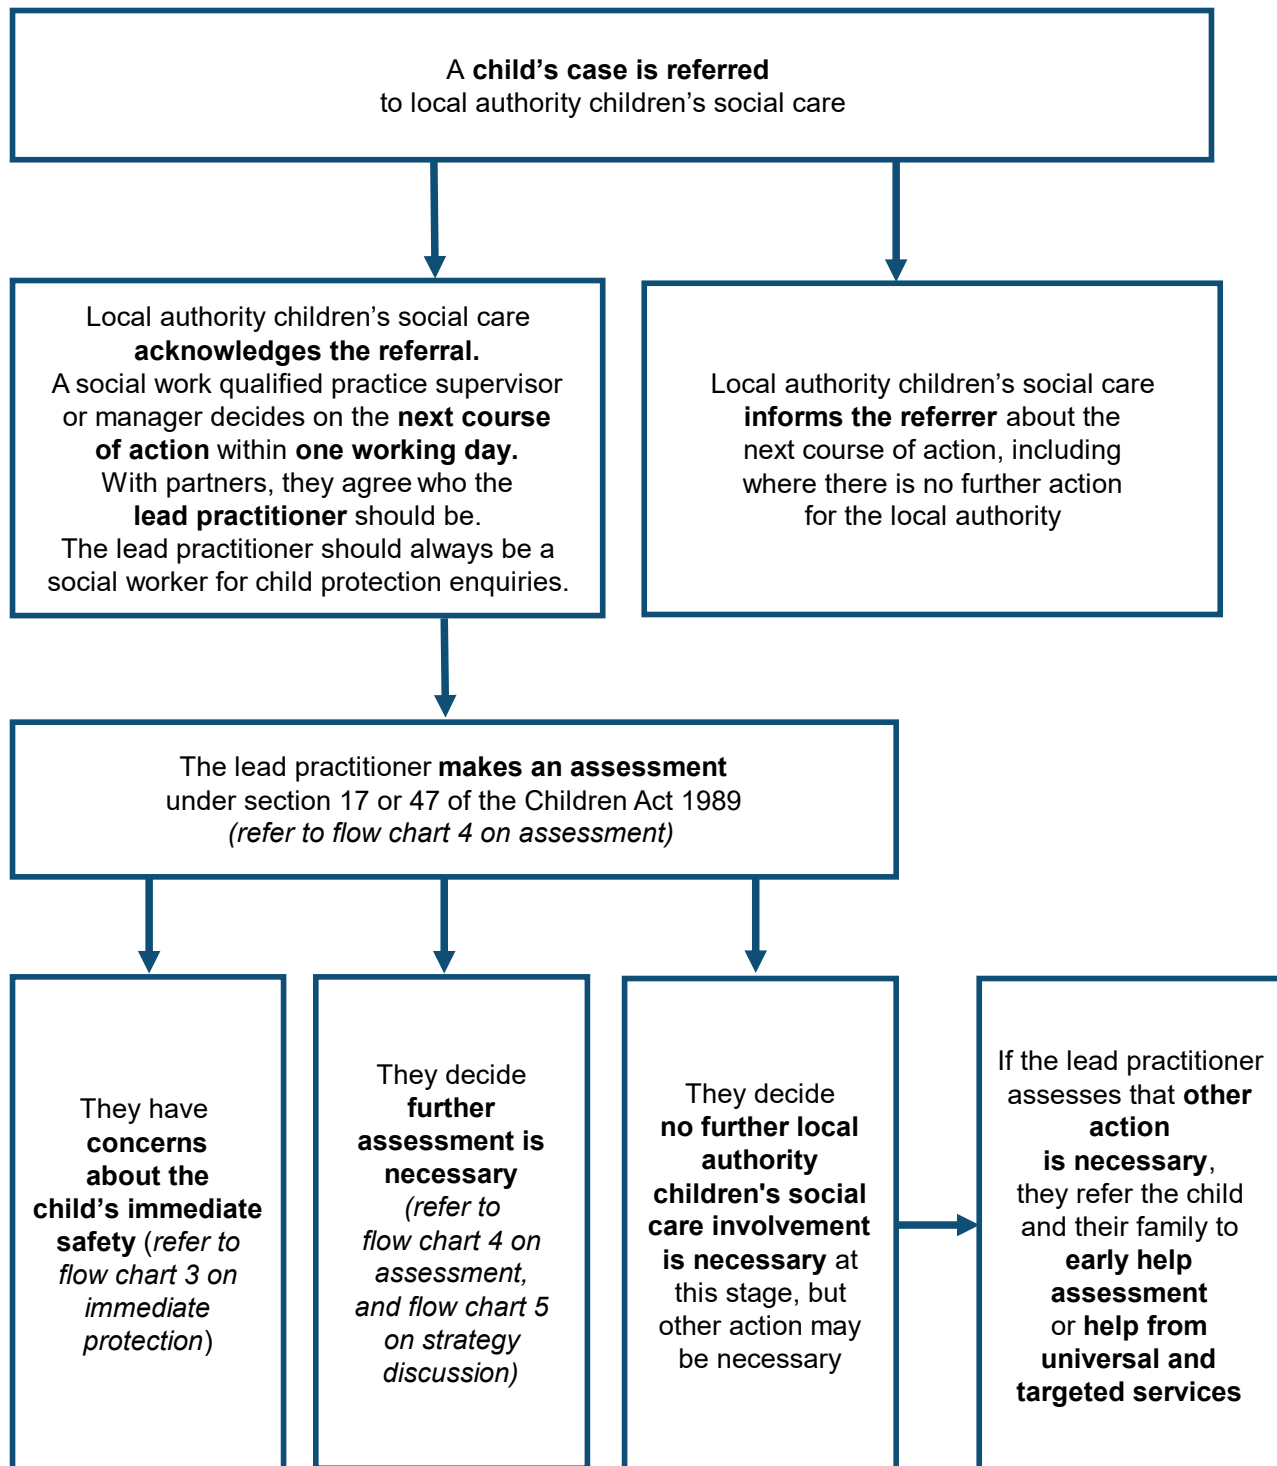 A child’s case is referred
to local authority children’s social care
Local authority children’s social care
acknowledges the referral.
A social work qualified practice supervisor
or manager decides on the next course
of action within one working day.
With partners, they agree who the
lead practitioner should be.
The lead practitioner should always be a
social worker for child protection enquiries.
Local authority children’s social care
informs the referrer about the
next course of action, including
where there is no further action
for the local authority
The lead practitioner makes an assessment
under section 17 or 47 of the Children Act 1989
(refer to flow chart 4 on assessment)
They have
concerns
about the
child’s immediate
safety (refer to
flow chart 3 on
immediate
protection)
They decide
further
assessment is
necessary
(refer to
flow chart 4 on
assessment,
and flow chart 5
on strategy
discussion)
They decide
no further local
authority
children's social
care involvement
is necessary at
this stage, but
other action may
be necessary
If the lead practitioner
assesses that other
action
is necessary,
they refer the child
and their family to
early help
assessment
or help from
universal and
targeted services